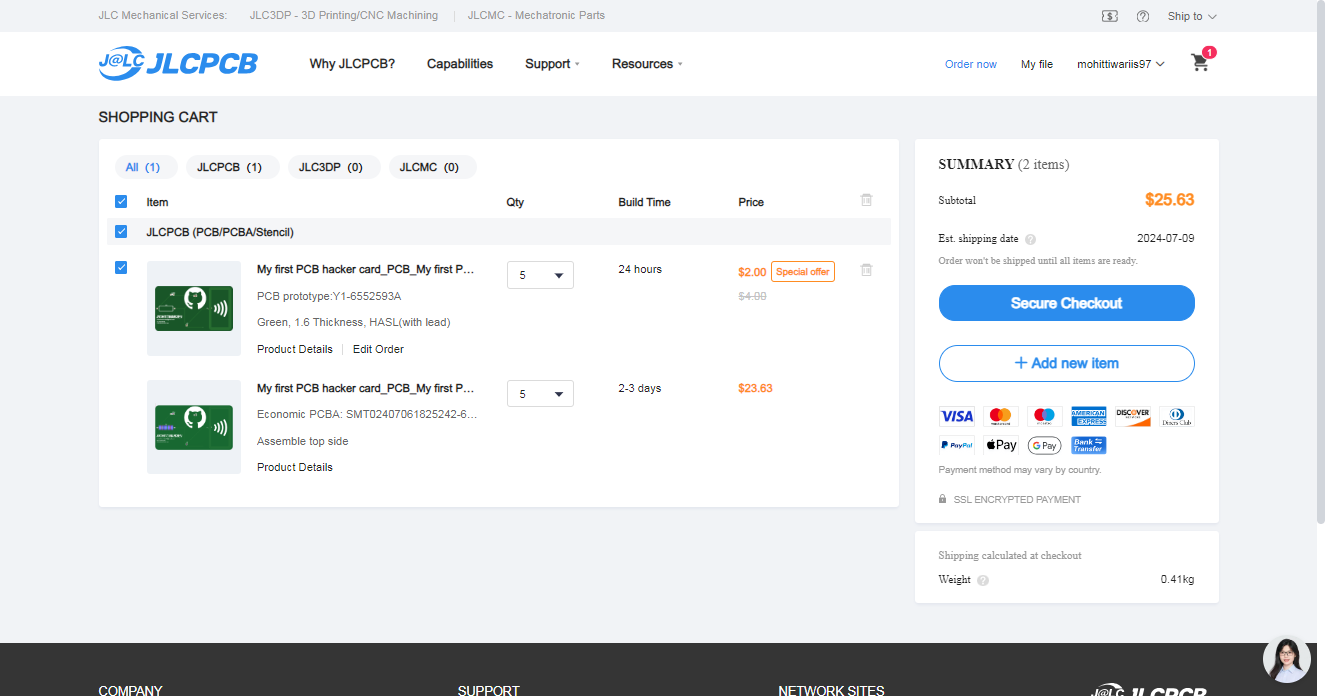 JLC Mechanical Services: JLC3DP - 3D Printing/CNC Machining JLCMC - Mechatronic Parts
Ship to
J@LC JLCPCB
Why JLCPCB? Capabilities Support Resources
Order now My file mohittiwariis97 1
SHOPPING CART
All (1) JLCPCB (1) JLC3DP (0) JLCMC (0)
Item Qty Build Time Price
JLCPCB (PCB/PCBA/Stencil)
My first PCB hacker card_PCB_My first P... 5 24 hours $2.00 Special offer
PCB prototype:Y1-6552593A $4.00
Green, 1.6 Thickness, HASL(with lead)
Product Details Edit Order
My first PCB hacker card_PCB_My first P... 5 2-3 days $23.63
Economic PCBA: SMT02407061825242-6...
Assemble top side
Product Details
SUMMARY (2 items)
Subtotal $25.63
Est. shipping date ? 2024-07-09
Order won't be shipped until all items are ready.
Secure Checkout
+ Add new item
VISA AMERICAN EXPRESS DISCOVER Diners Club
PayPal Pay G Pay Bank Transfer
Payment method may vary by country.
SSL ENCRYPTED PAYMENT
Shipping calculated at checkout
Weight ? 0.41kg
COMPANY SUPPORT NETWORK SITES J@LC JLCPCB